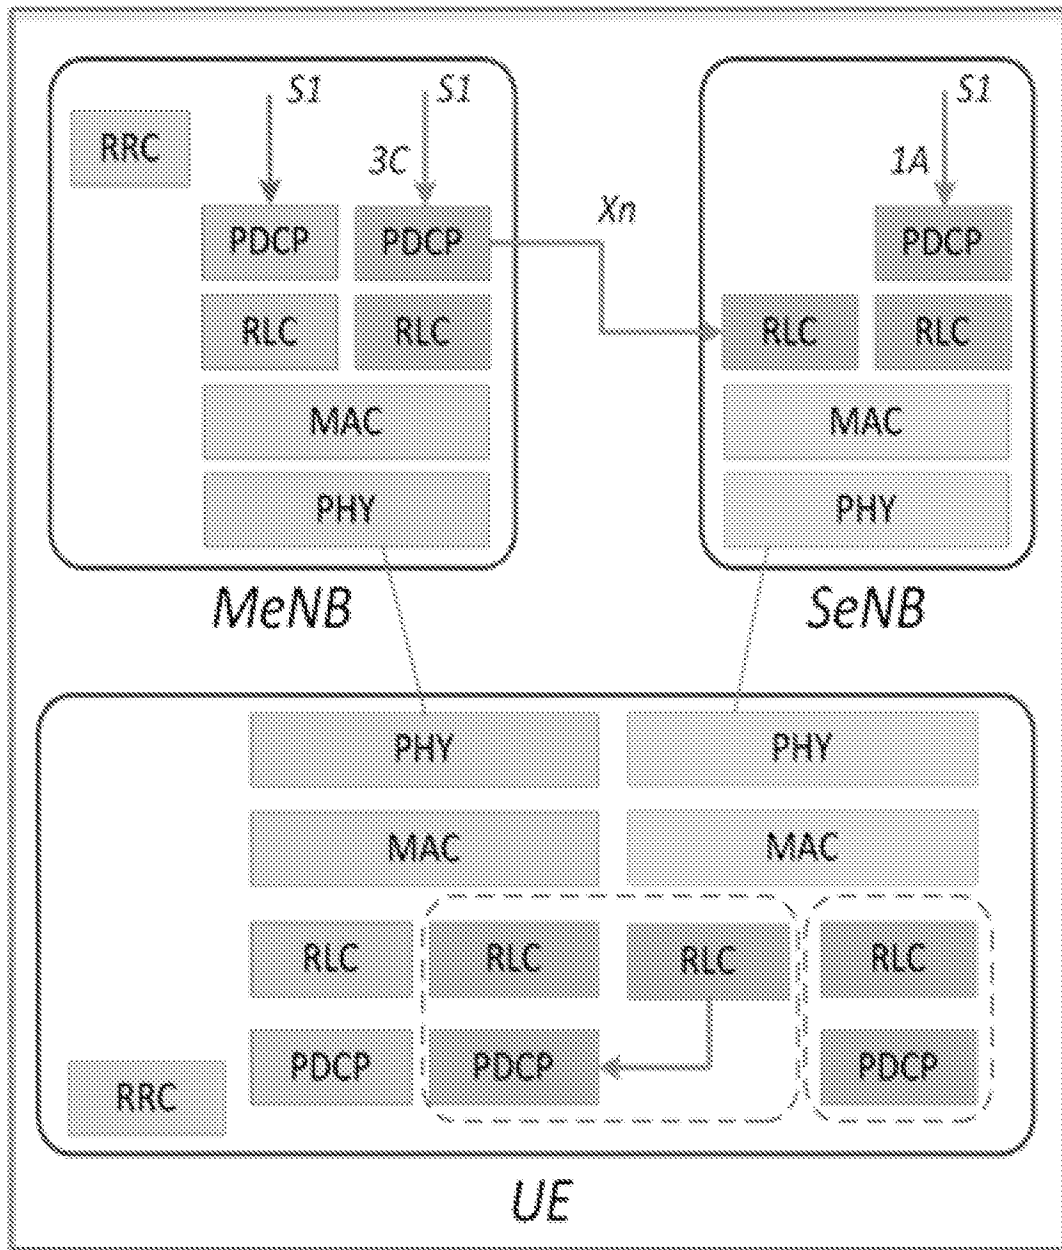 S1 S1
RRC
3C
PDCP PDCP
RLC RLC
MAC
PHY
MeNB
Xn
S1
1A
PDCP
RLC RLC
MAC
PHY
SeNB
PHY PHY
MAC MAC
RLC RLC RLC RLC
PDCP PDCP PDCP
RRC
UE